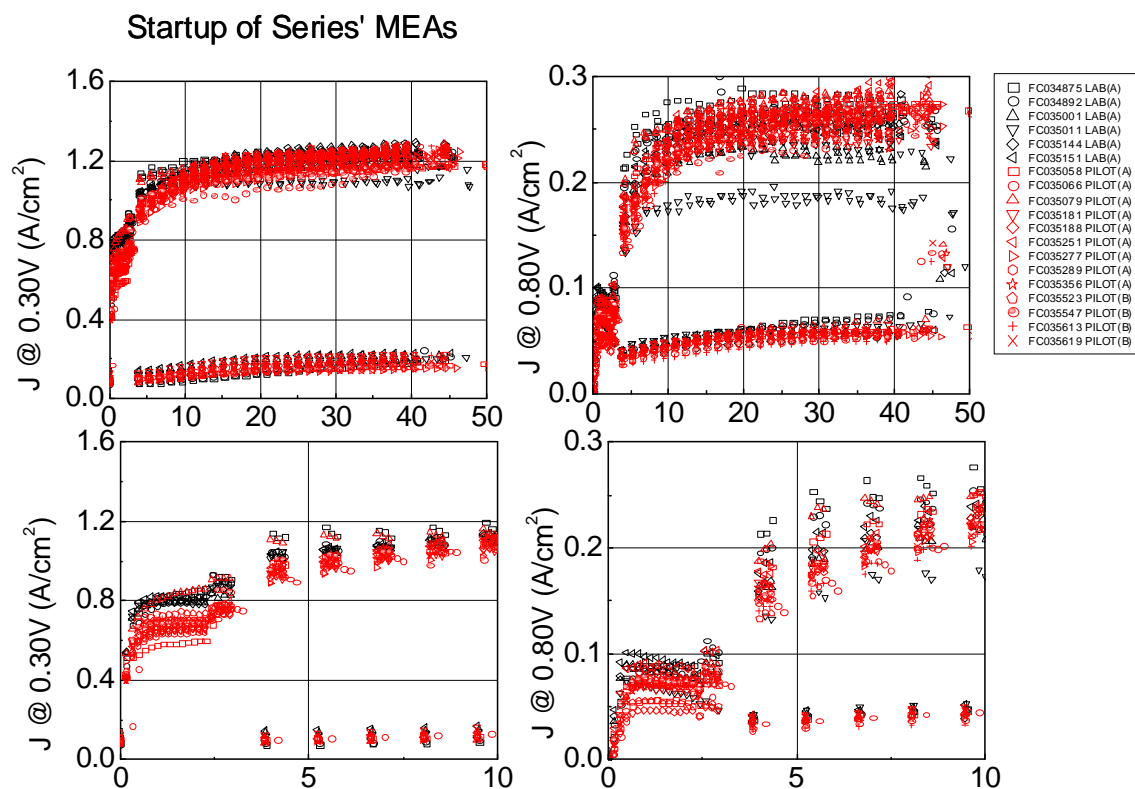 Startup of Series' MEAs
J @ 0.30V (A/cm²)
1.6
1.2
0.8
0.4
0.0
0
10
20
30
40
50
J @ 0.80V (A/cm²)
0.3
0.2
0.1
0.0
0
10
20
30
40
50
FC034875 LAB(A)
FC034892 LAB(A)
FC035001 LAB(A)
FC035011 LAB(A)
FC035144 LAB(A)
FC035151 LAB(A)
FC035058 PILOT(A)
FC035066 PILOT(A)
FC035079 PILOT(A)
FC035181 PILOT(A)
FC035188 PILOT(A)
FC035251 PILOT(A)
FC035277 PILOT(A)
FC035289 PILOT(A)
FC035356 PILOT(A)
FC035523 PILOT(B)
FC035547 PILOT(B)
FC035613 PILOT(B)
FC035619 PILOT(B)
J @ 0.30V (A/cm²)
1.6
1.2
0.8
0.4
0.0
0
5
10
J @ 0.80V (A/cm²)
0.3
0.2
0.1
0.0
0
5
10